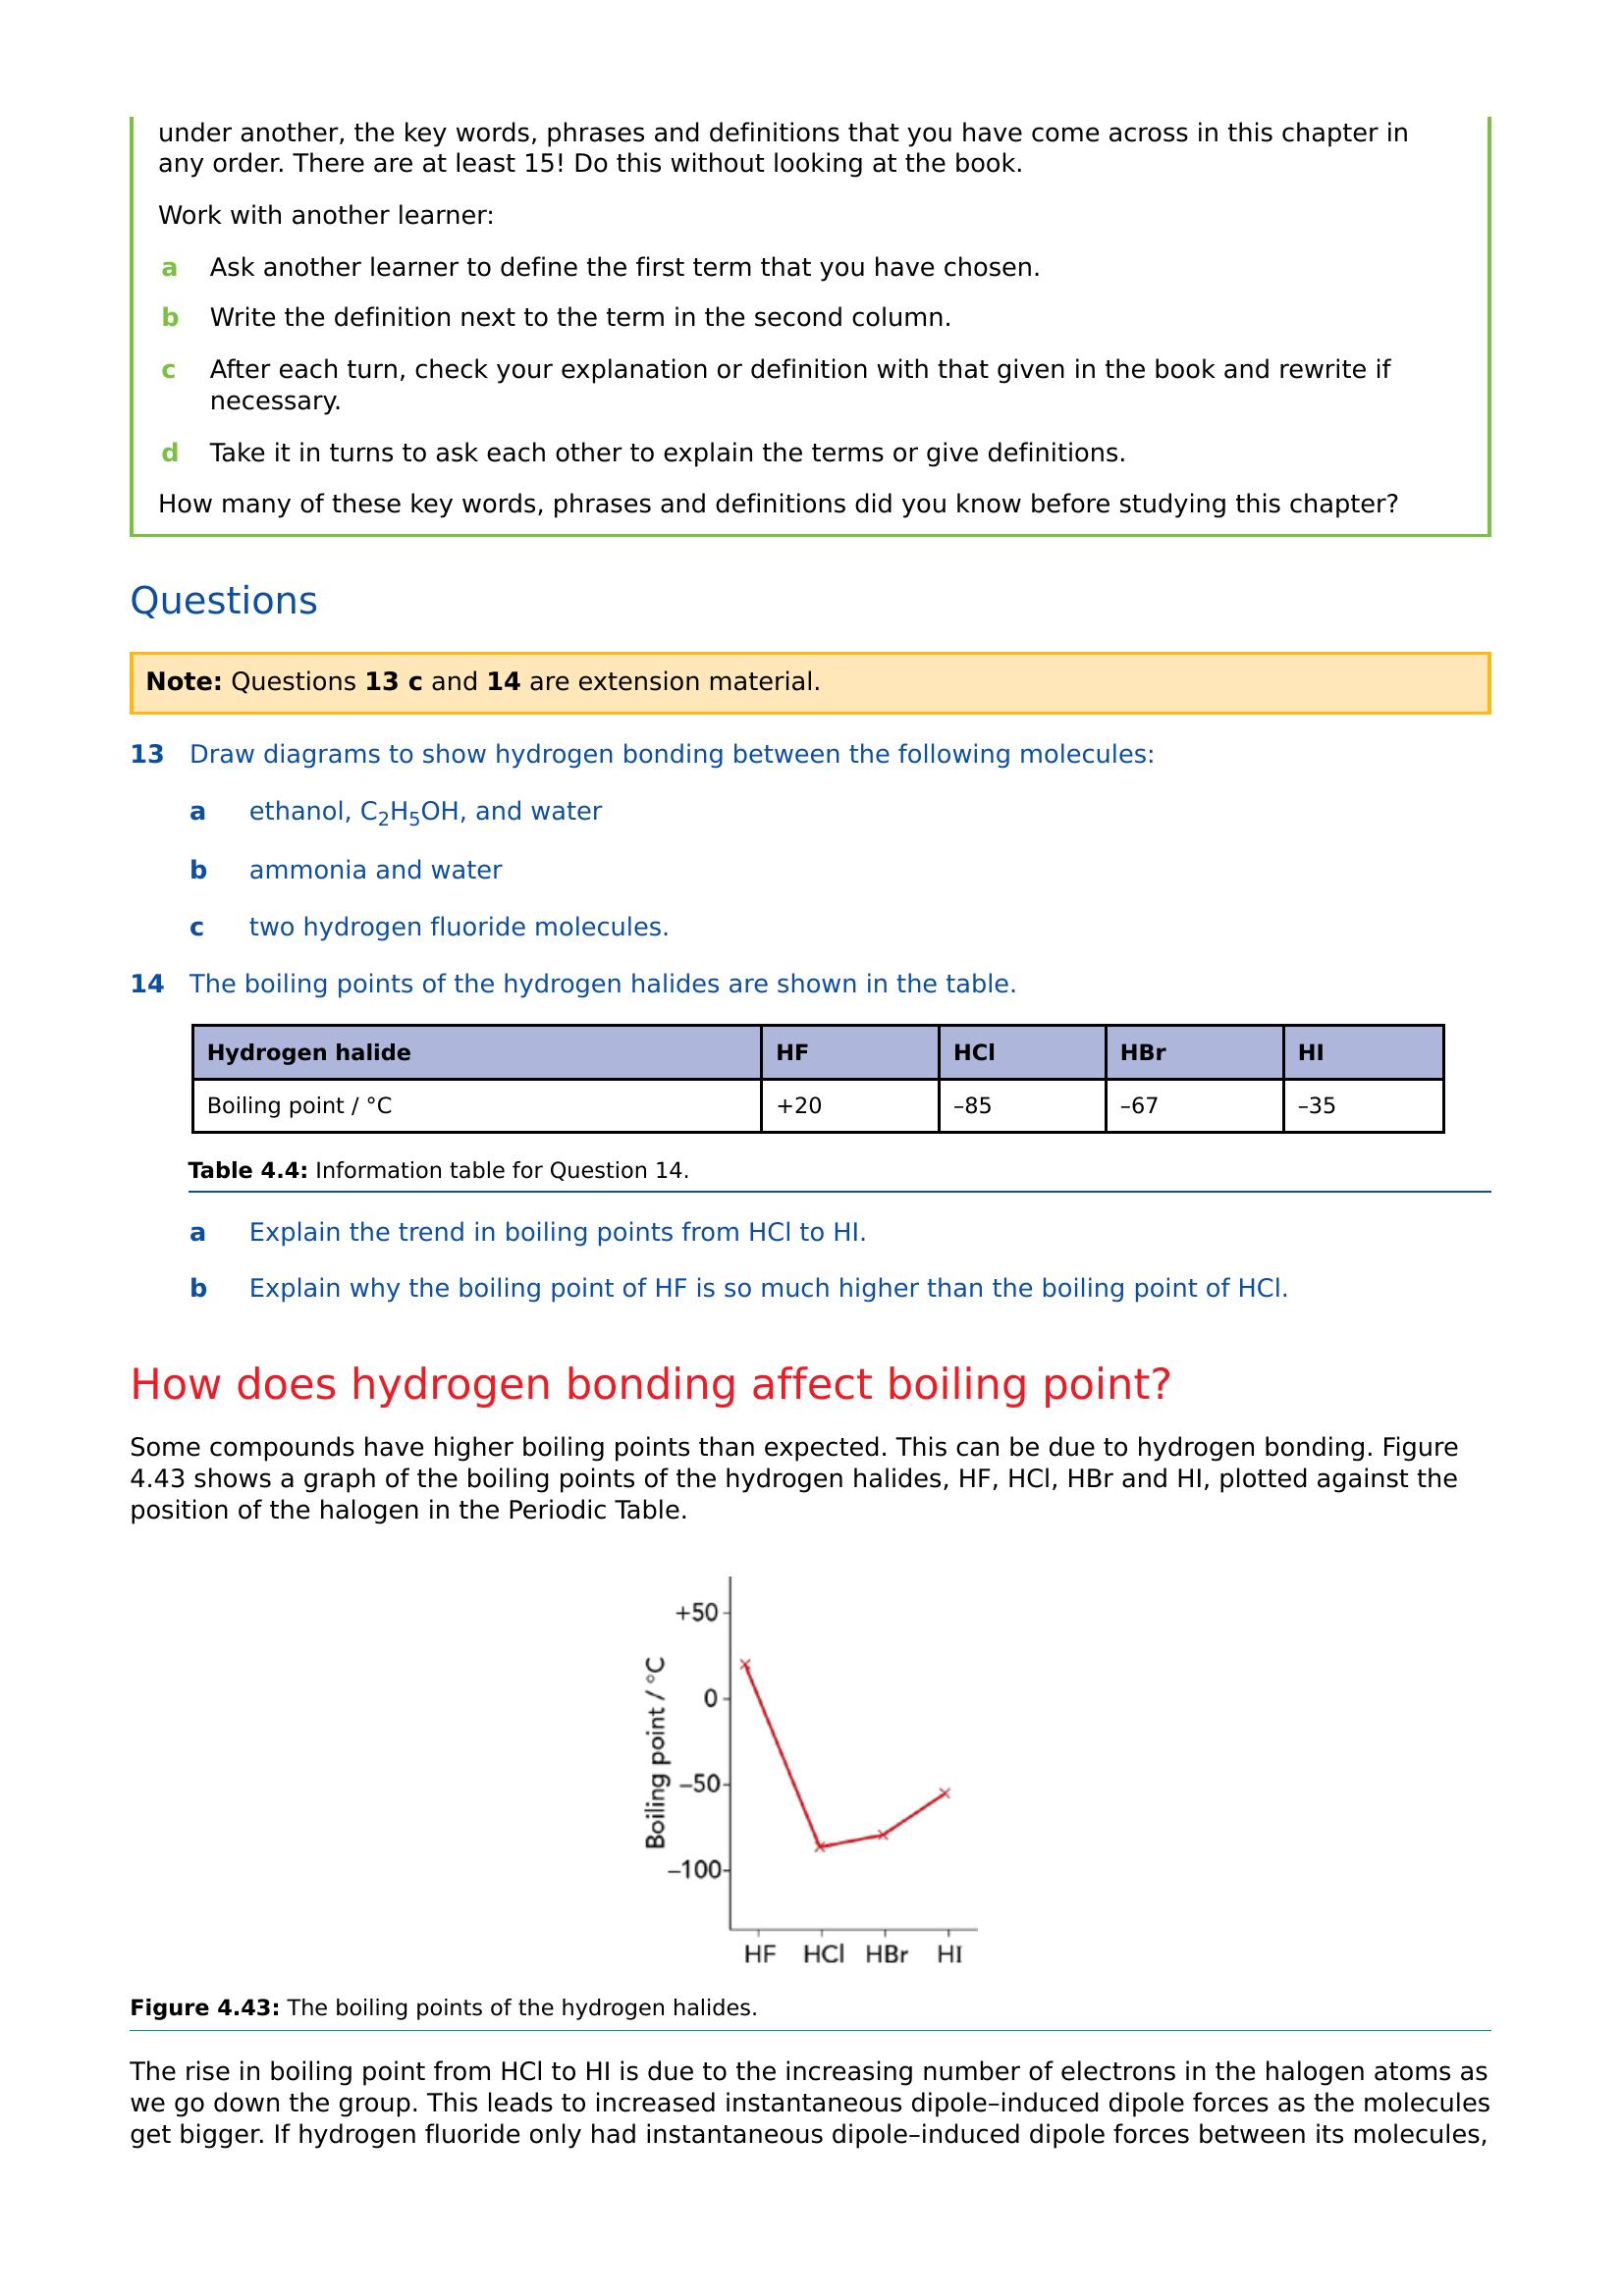 under another, the key words, phrases and definitions that you have come across in this chapter in
any order. There are at least 15! Do this without looking at the book.
Work with another learner:
a Ask another learner to define the first term that you have chosen.
b Write the definition next to the term in the second column.
c After each turn, check your explanation or definition with that given in the book and rewrite if
necessary.
d Take it in turns to ask each other to explain the terms or give definitions.
How many of these key words, phrases and definitions did you know before studying this chapter?
Questions
Note: Questions 13 c and 14 are extension material.
13 Draw diagrams to show hydrogen bonding between the following molecules:
a ethanol, C₂H₅OH, and water
b ammonia and water
c two hydrogen fluoride molecules.
14 The boiling points of the hydrogen halides are shown in the table.
Hydrogen halide HF HCl HBr HI
Boiling point / °C +20 –85 –67 –35
Table 4.4: Information table for Question 14.
a Explain the trend in boiling points from HCl to HI.
b Explain why the boiling point of HF is so much higher than the boiling point of HCl.
How does hydrogen bonding affect boiling point?
Some compounds have higher boiling points than expected. This can be due to hydrogen bonding. Figure
4.43 shows a graph of the boiling points of the hydrogen halides, HF, HCl, HBr and HI, plotted against the
position of the halogen in the Periodic Table.
Boiling point / °C
+50
0
–50
–100
HF HCl HBr HI
Figure 4.43: The boiling points of the hydrogen halides.
The rise in boiling point from HCl to HI is due to the increasing number of electrons in the halogen atoms as
we go down the group. This leads to increased instantaneous dipole–induced dipole forces as the molecules
get bigger. If hydrogen fluoride only had instantaneous dipole–induced dipole forces between its molecules,